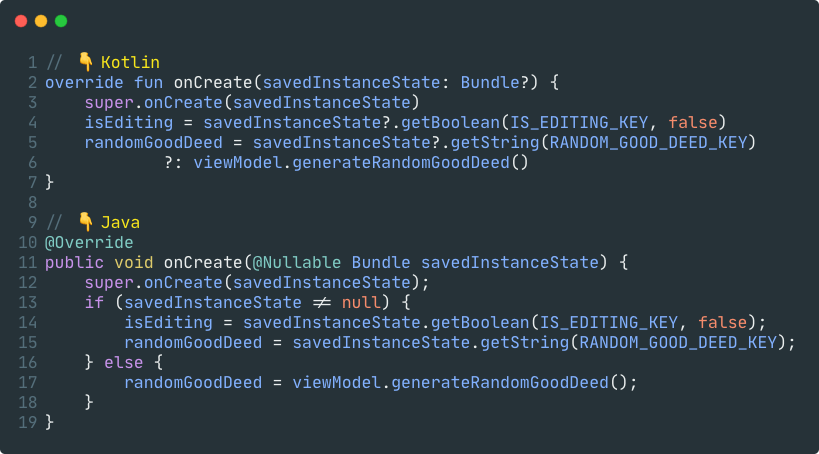 1 // 👇 Kotlin
2 override fun onCreate(savedInstanceState: Bundle?) {
3     super.onCreate(savedInstanceState)
4     isEditing = savedInstanceState?.getBoolean(IS_EDITING_KEY, false)
5     randomGoodDeed = savedInstanceState?.getString(RANDOM_GOOD_DEED_KEY)
6             ?: viewModel.generateRandomGoodDeed()
7 }
8
9 // 👇 Java
10 @Override
11 public void onCreate(@Nullable Bundle savedInstanceState) {
12     super.onCreate(savedInstanceState);
13     if (savedInstanceState ≠ null) {
14         isEditing = savedInstanceState.getBoolean(IS_EDITING_KEY, false);
15         randomGoodDeed = savedInstanceState.getString(RANDOM_GOOD_DEED_KEY);
16     } else {
17         randomGoodDeed = viewModel.generateRandomGoodDeed();
18     }
19 }